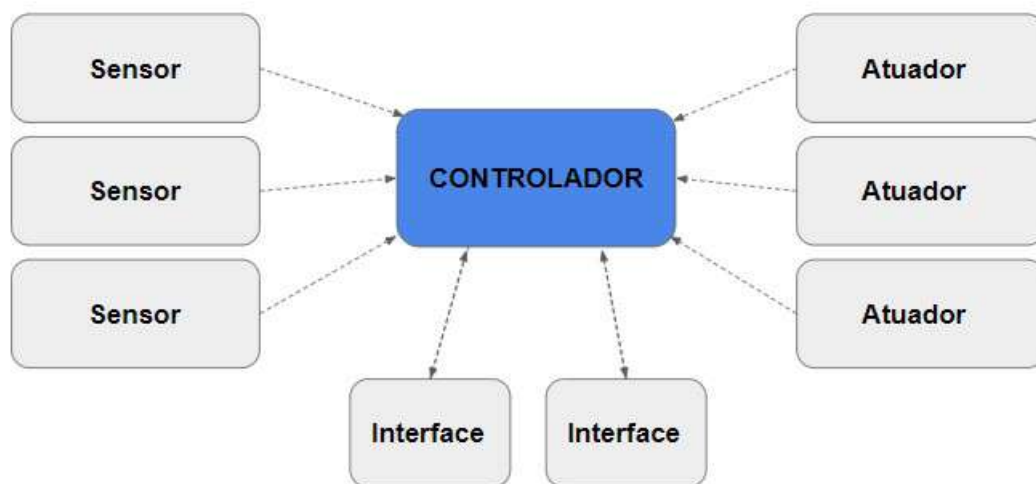 Sensor
Atuador
CONTROLADOR
Sensor
Atuador
Sensor
Atuador
Interface
Interface